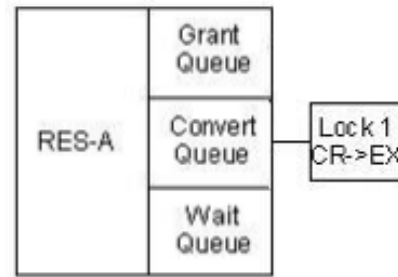 Grant
Queue
RES-A
Convert
Queue
Lock 1
CR->EX
Wait
Queue